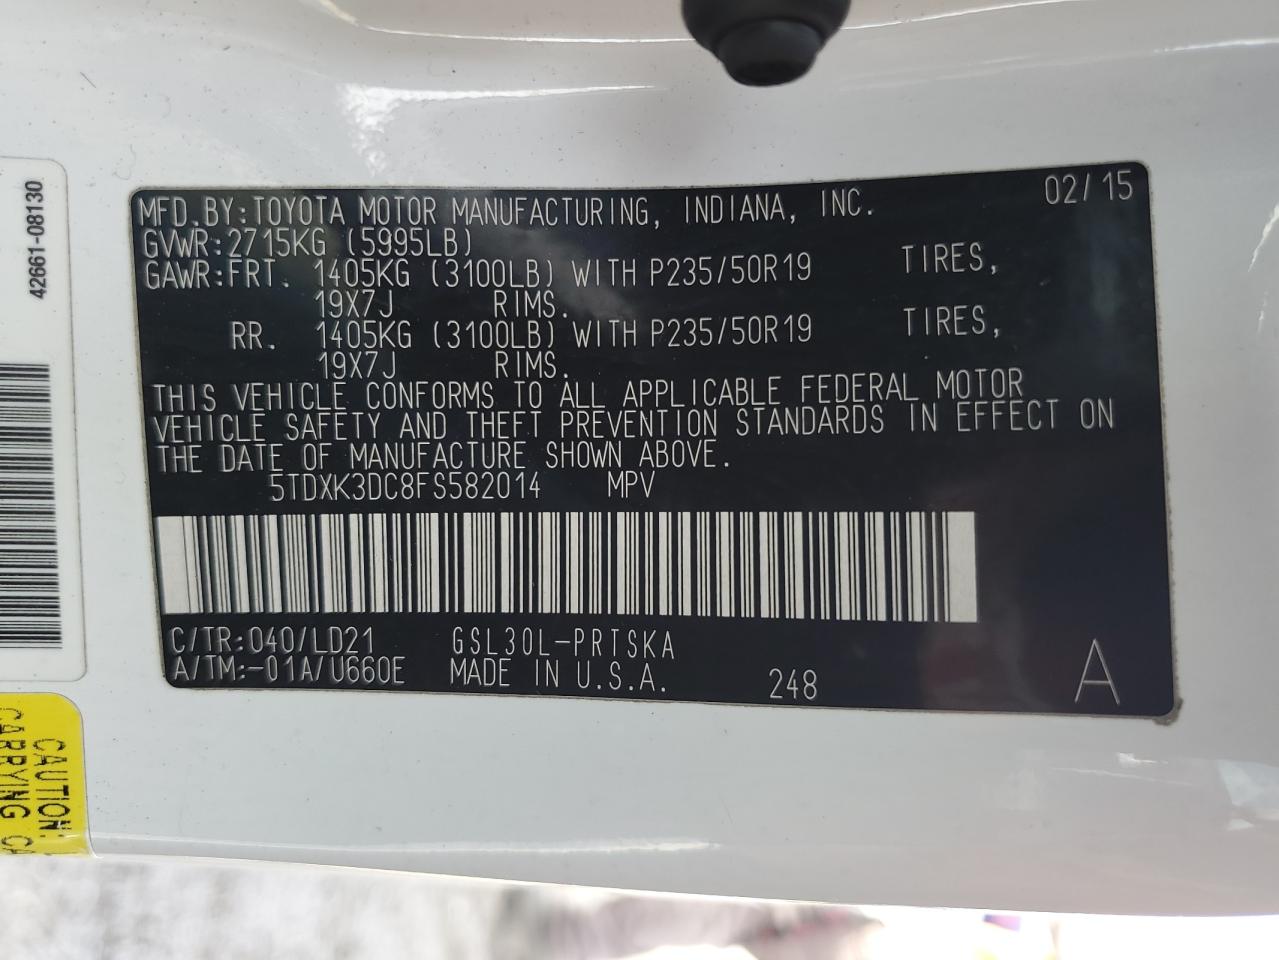 MFD.BY:TOYOTA MOTOR MANUFACTURING, INDIANA, INC. 02/15
GVWR:2715KG (5995LB)
GAWR:FRT. 1405KG (3100LB) WITH P235/50R19 TIRES,
19X7J RIMS.
RR. 1405KG (3100LB) WITH P235/50R19 TIRES,
19X7J RIMS.
THIS VEHICLE CONFORMS TO ALL APPLICABLE FEDERAL MOTOR
VEHICLE SAFETY AND THEFT PREVENTION STANDARDS IN EFFECT ON
THE DATE OF MANUFACTURE SHOWN ABOVE.
5TDXK3DC8FS582014 MPV
C/TR:040/LD21 GSL30L-PRTSKA
A/TM:-01A/U660E MADE IN U.S.A. 248 A
42661-08130
CAUTION:
CARRYING CA